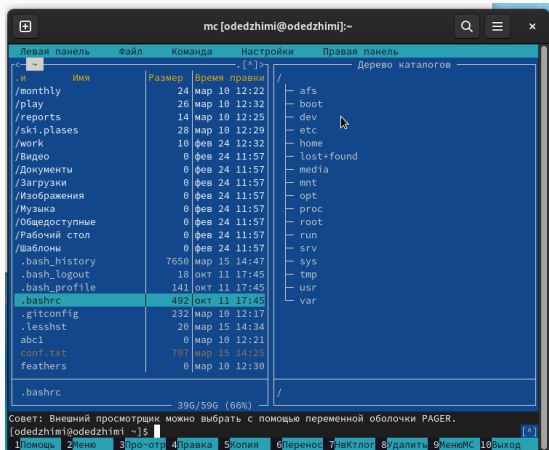 mc [odedzhimi@odedzhimi]:~
Левая панель Файл Команда Настройки Правая панель
<─ ~ ─.[^]>
Дерево каталогов
.и Имя Размер Время правки
/monthly 24 мар 10 12:22
/play 26 мар 10 12:32
/reports 14 мар 10 12:25
/ski.plases 28 мар 10 12:29
/work 10 фев 24 12:32
/Видео 0 фев 24 11:57
/Документы 0 фев 24 11:57
/Загрузки 0 фев 24 11:57
/Изображения 0 фев 24 11:57
/Музыка 0 фев 24 11:57
/Общедоступные 0 фев 24 11:57
/Рабочий стол 0 фев 24 11:57
/Шаблоны 0 фев 24 11:57
.bash_history 7650 мар 15 14:47
.bash_logout 18 окт 11 17:45
.bash_profile 141 окт 11 17:45
.bashrc 492 окт 11 17:45
.gitconfig 232 мар 10 12:17
.lesshst 20 мар 15 14:34
abc1 0 мар 10 12:21
conf.txt 797 мар 15 14:25
feathers 0 мар 10 12:30
.bashrc
39G/59G (66%)
/
afs
boot
dev
etc
home
lost+found
media
mnt
opt
proc
root
run
srv
sys
tmp
usr
var
/
Совет: Внешний просмотрщик можно выбрать с помощью переменной оболочки PAGER.
[odedzhimi@odedzhimi ~]$ [^]
1Помощь 2Меню 3Про~отр 4Правка 5Копия 6Перенос 7НвКтлог 8Удалить 9МенюМС 10Выход